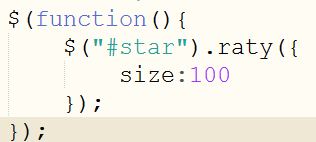 $(function(){
    $("#star").raty({
        size:100
    });
});